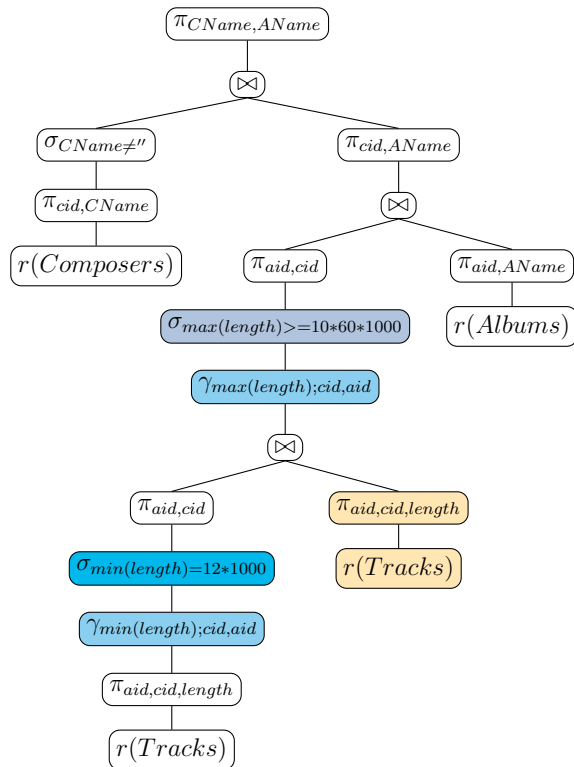 π_{CName,AName}
⋈
σ_{CName≠''}
π_{cid,AName}
π_{cid,CName}
⋈
r(Composers)
π_{aid,cid}
π_{aid,AName}
σ_{max(length)>=10*60*1000}
r(Albums)
γ_{max(length);cid,aid}
⋈
π_{aid,cid}
π_{aid,cid,length}
σ_{min(length)=12*1000}
r(Tracks)
γ_{min(length);cid,aid}
π_{aid,cid,length}
r(Tracks)